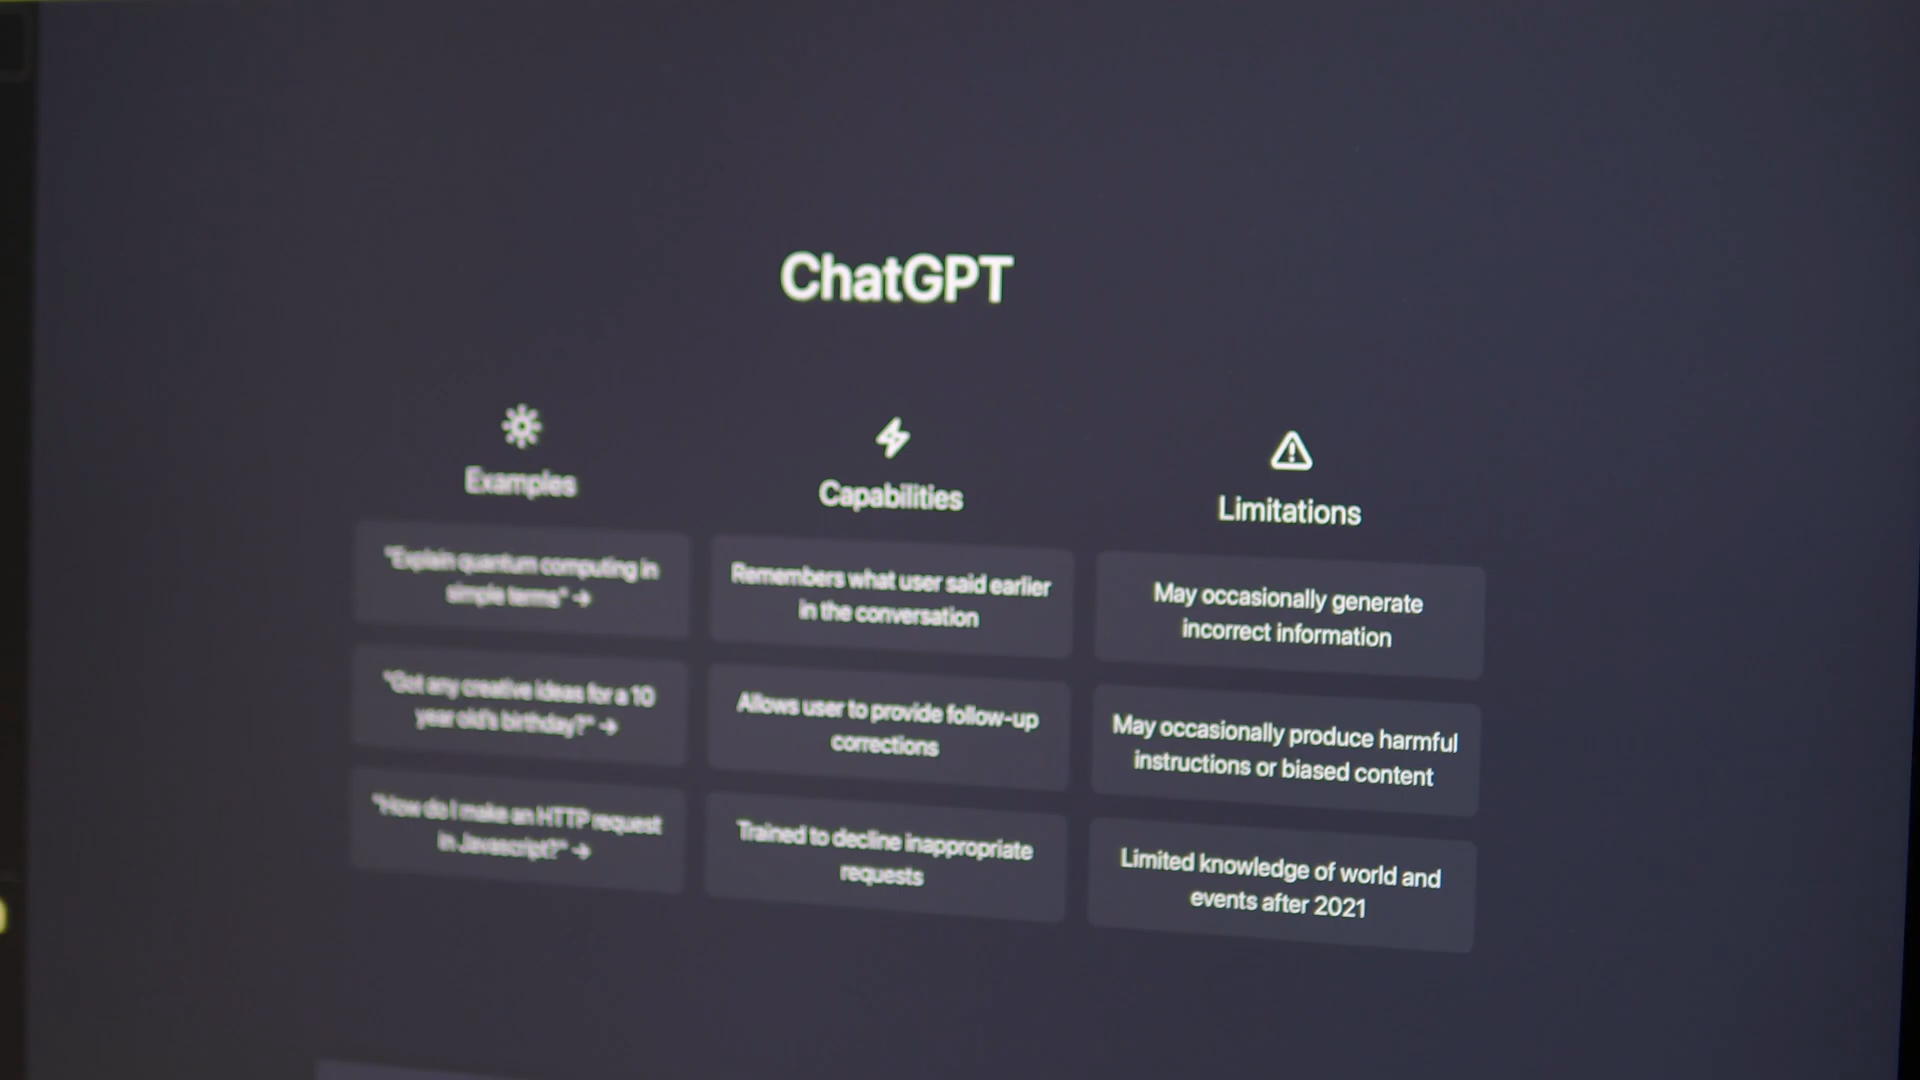 ChatGPT
Examples
"Explain quantum computing in
simple terms" →
"Got any creative ideas for a 10
year old's birthday?" →
"How do I make an HTTP request
in Javascript?" →
Capabilities
Remembers what user said earlier
in the conversation
Allows user to provide follow-up
corrections
Trained to decline inappropriate
requests
Limitations
May occasionally generate
incorrect information
May occasionally produce harmful
instructions or biased content
Limited knowledge of world and
events after 2021